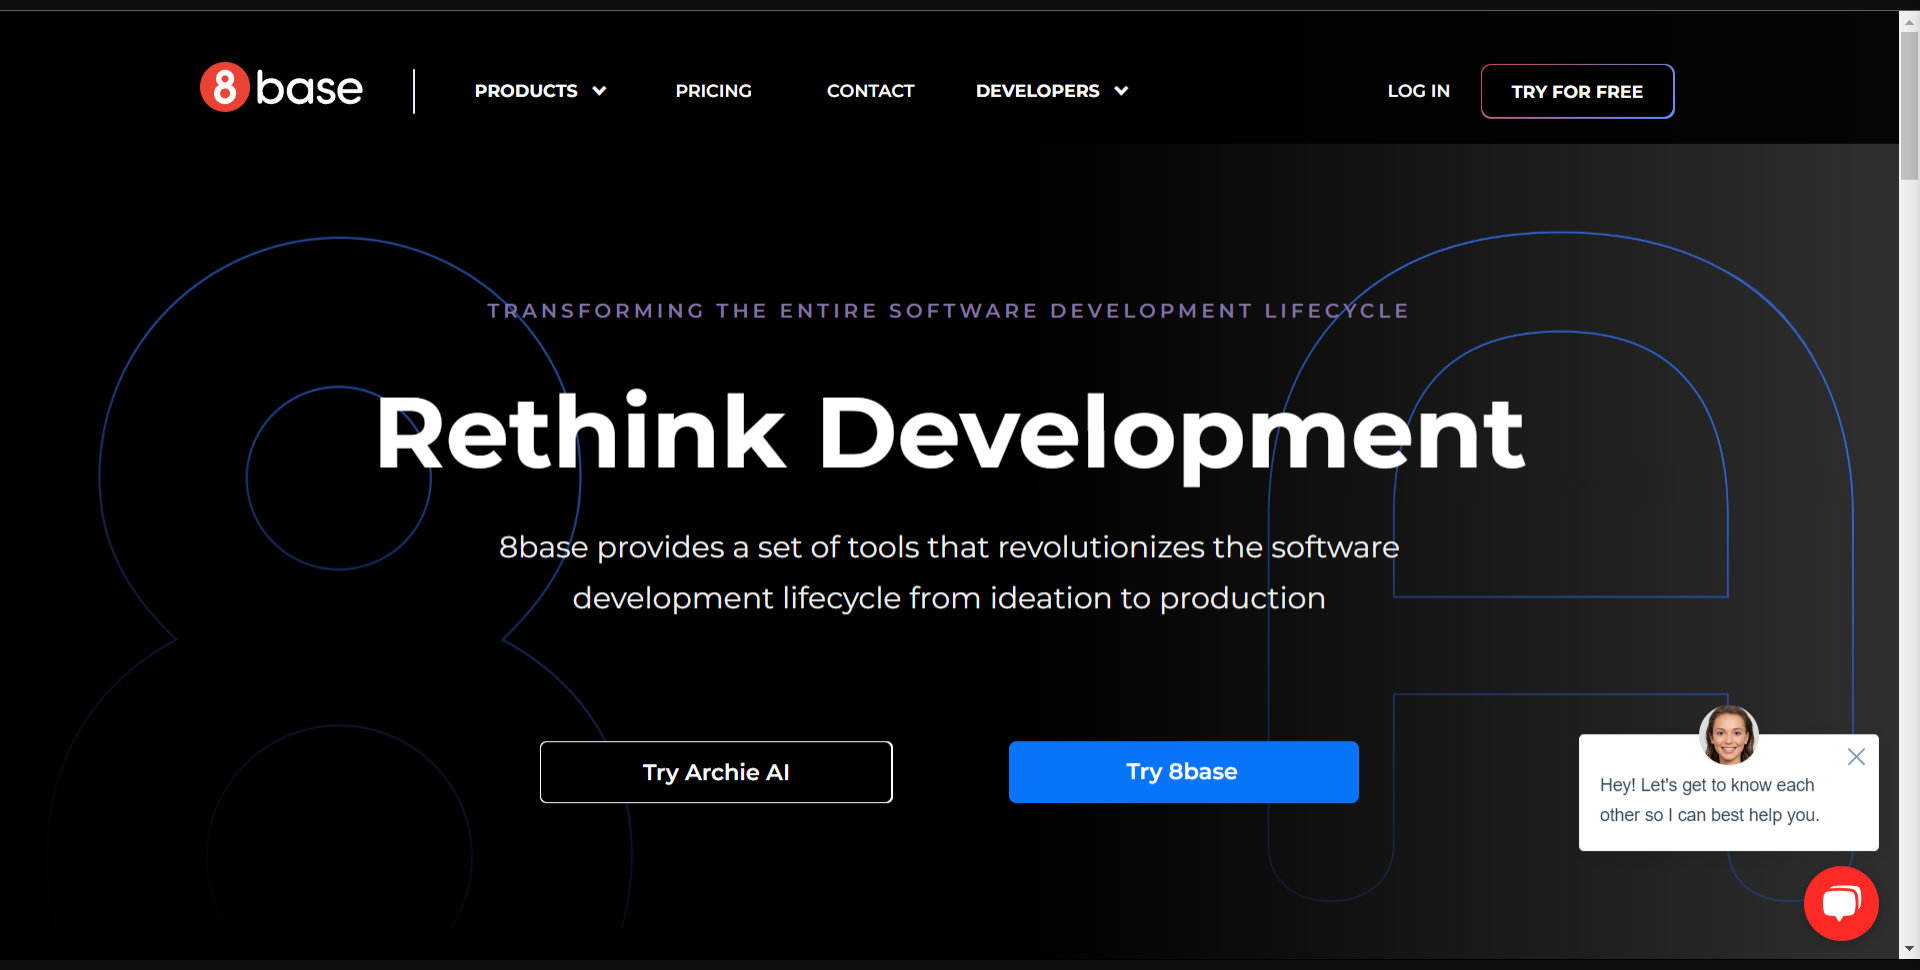 8base
PRODUCTS
PRICING
CONTACT
DEVELOPERS
LOG IN
TRY FOR FREE
TRANSFORMING THE ENTIRE SOFTWARE DEVELOPMENT LIFECYCLE
Rethink Development
8base provides a set of tools that revolutionizes the software
development lifecycle from ideation to production
Try Archie AI
Try 8base
Hey! Let's get to know each
other so I can best help you.